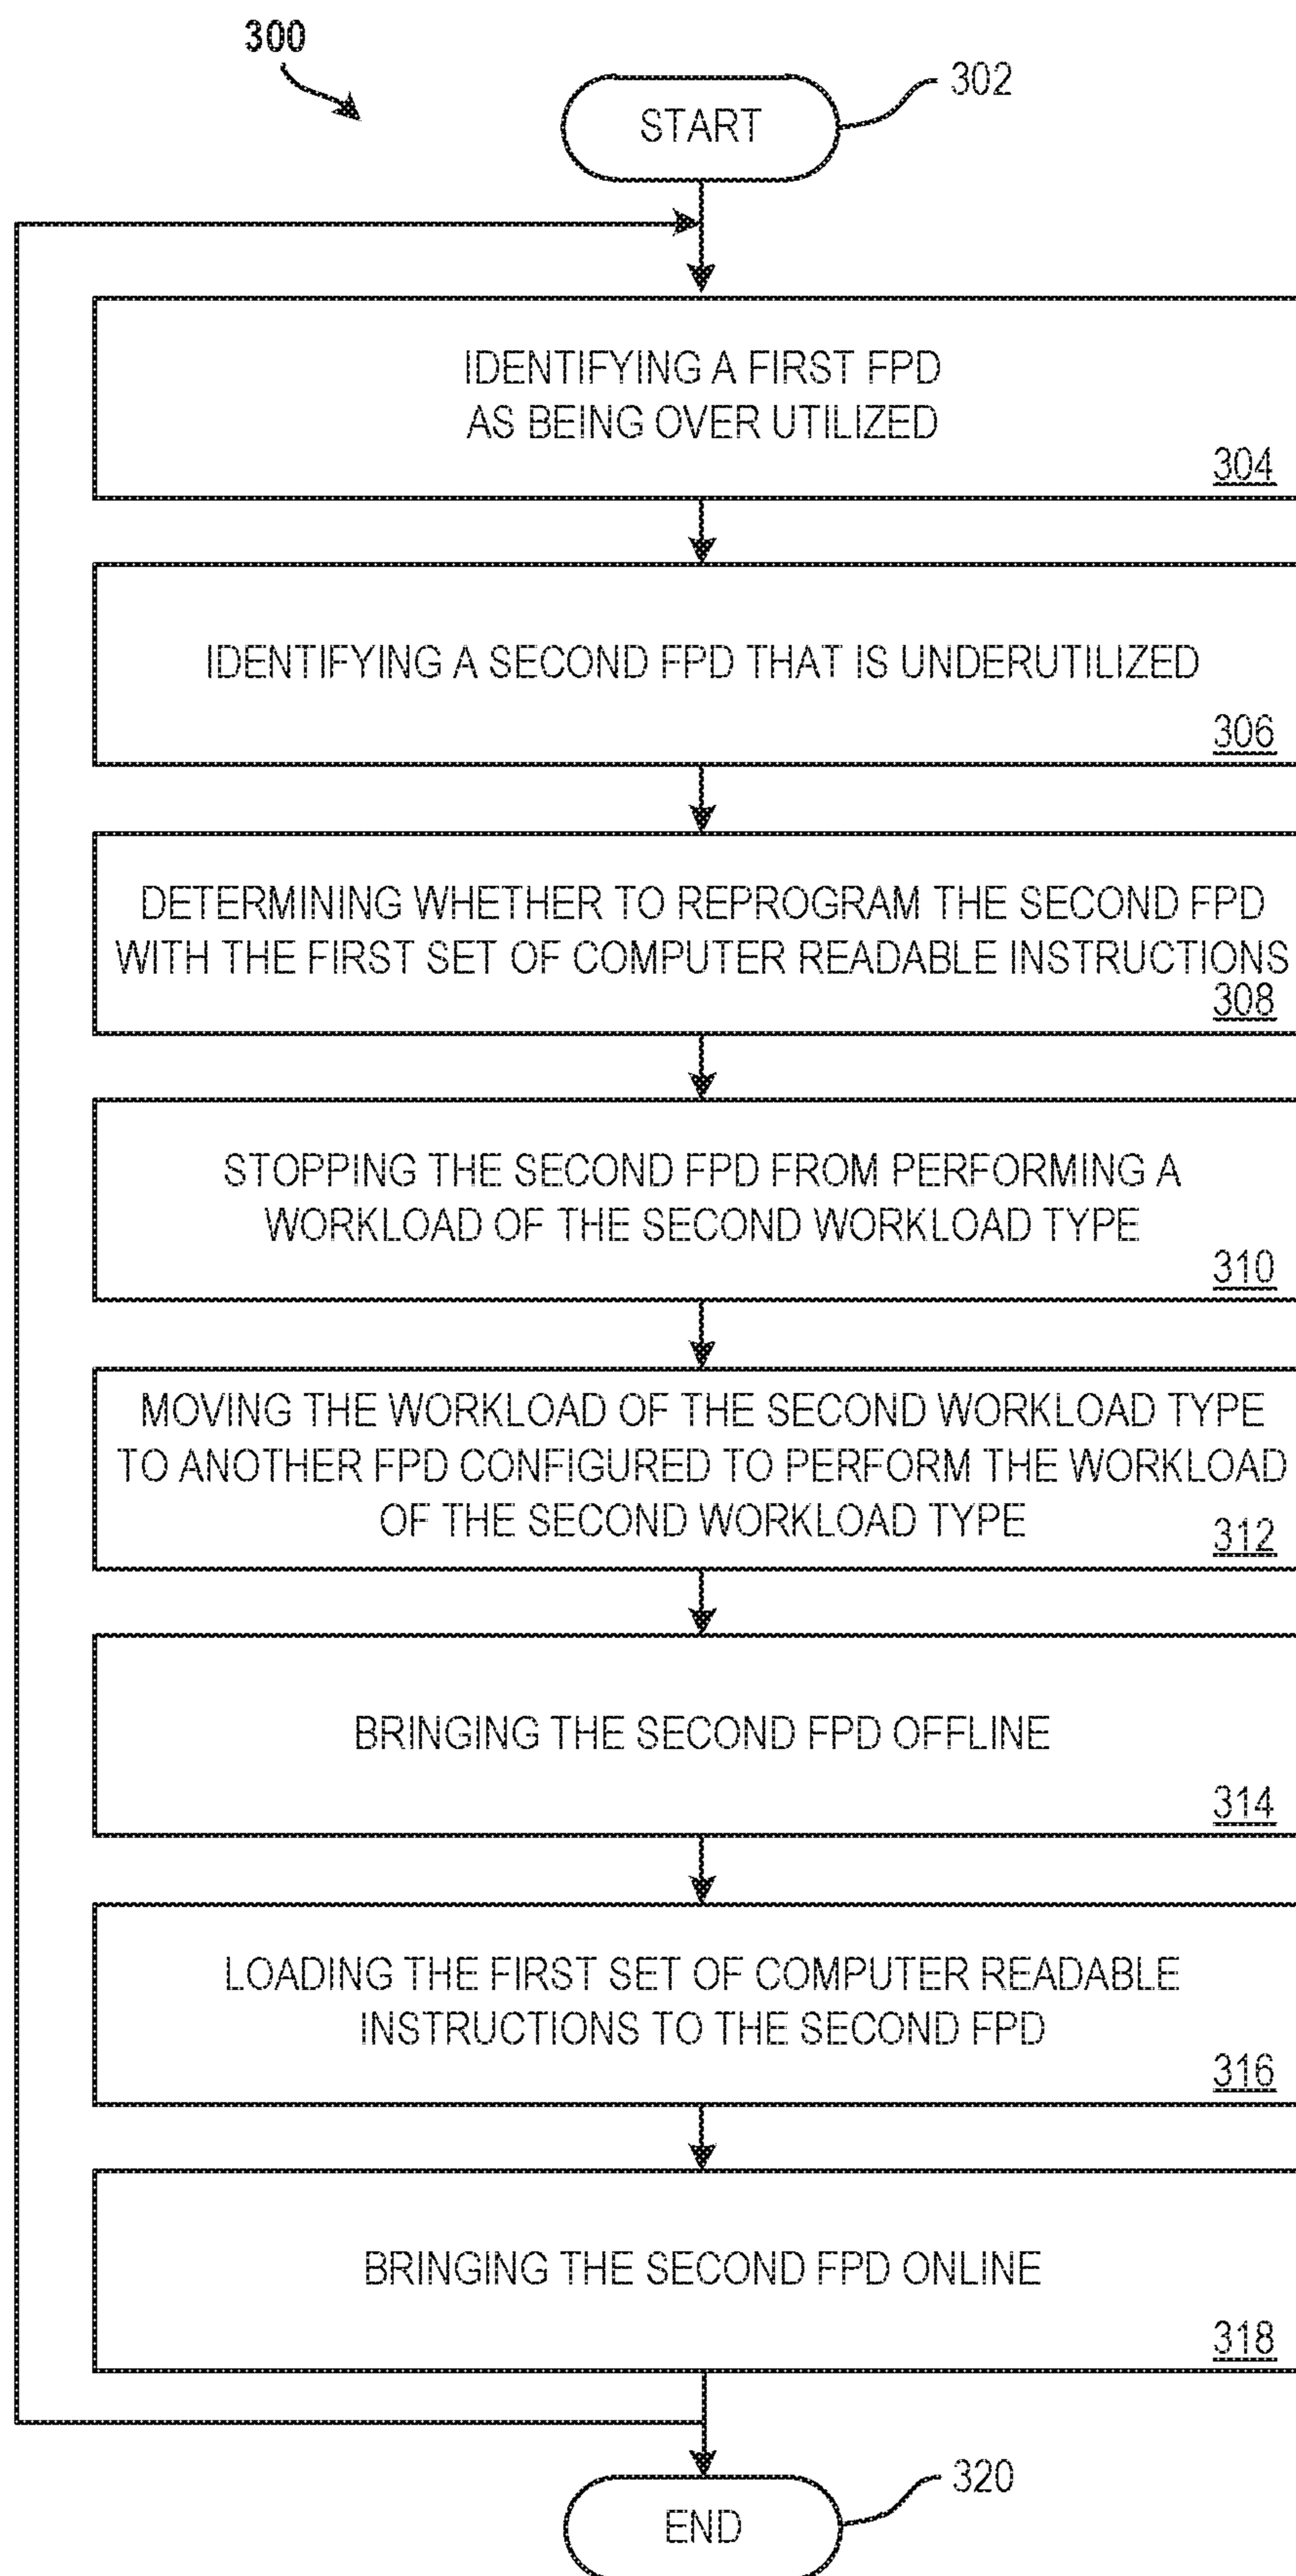 300
START
302
IDENTIFYING A FIRST FPD
AS BEING OVER UTILIZED
304
IDENTIFYING A SECOND FPD THAT IS UNDERUTILIZED
306
DETERMINING WHETHER TO REPROGRAM THE SECOND FPD
WITH THE FIRST SET OF COMPUTER READABLE INSTRUCTIONS
308
STOPPING THE SECOND FPD FROM PERFORMING A
WORKLOAD OF THE SECOND WORKLOAD TYPE
310
MOVING THE WORKLOAD OF THE SECOND WORKLOAD TYPE
TO ANOTHER FPD CONFIGURED TO PERFORM THE WORKLOAD
OF THE SECOND WORKLOAD TYPE
312
BRINGING THE SECOND FPD OFFLINE
314
LOADING THE FIRST SET OF COMPUTER READABLE
INSTRUCTIONS TO THE SECOND FPD
316
BRINGING THE SECOND FPD ONLINE
318
320
END